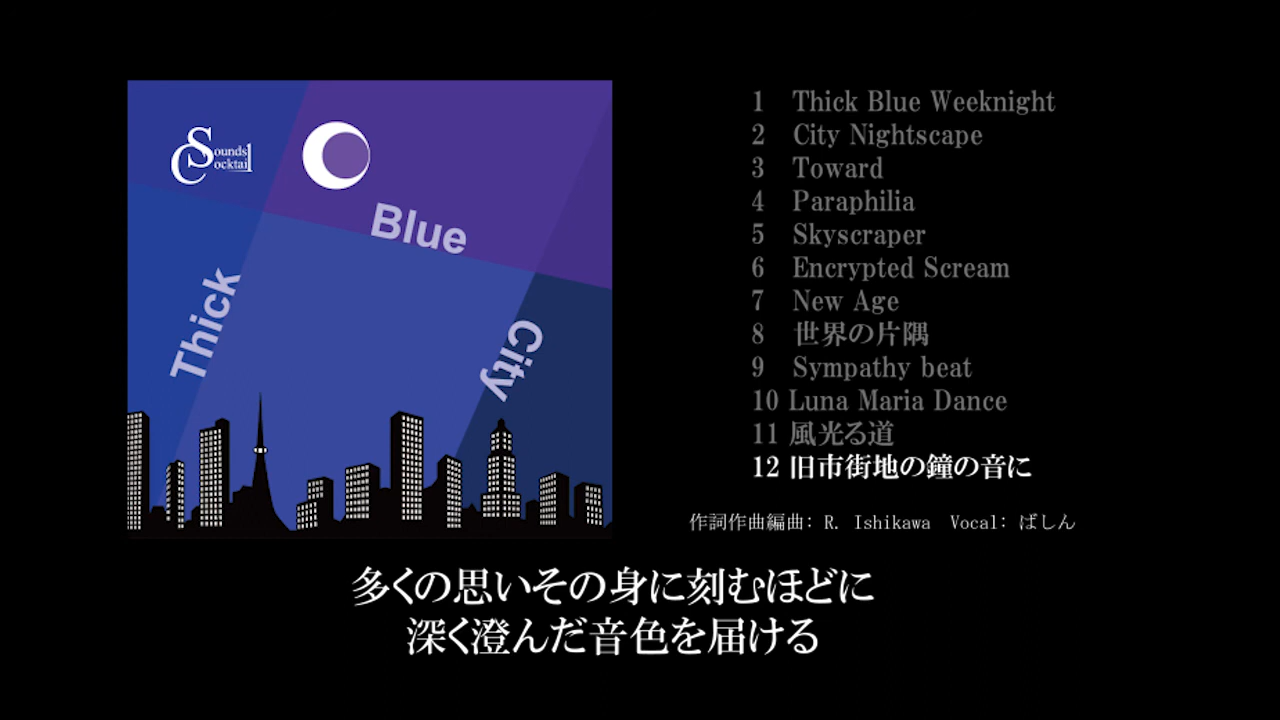 Sounds
Cocktail
Blue
Thick
City
1 Thick Blue Weeknight
2 City Nightscape
3 Toward
4 Paraphilia
5 Skyscraper
6 Encrypted Scream
7 New Age
8 世界の片隅
9 Sympathy beat
10 Luna Maria Dance
11 風光る道
12 旧市街地の鐘の音に
作詞作曲編曲: R. Ishikawa Vocal: ばしん
多くの思いその身に刻むほどに
深く澄んだ音色を届ける